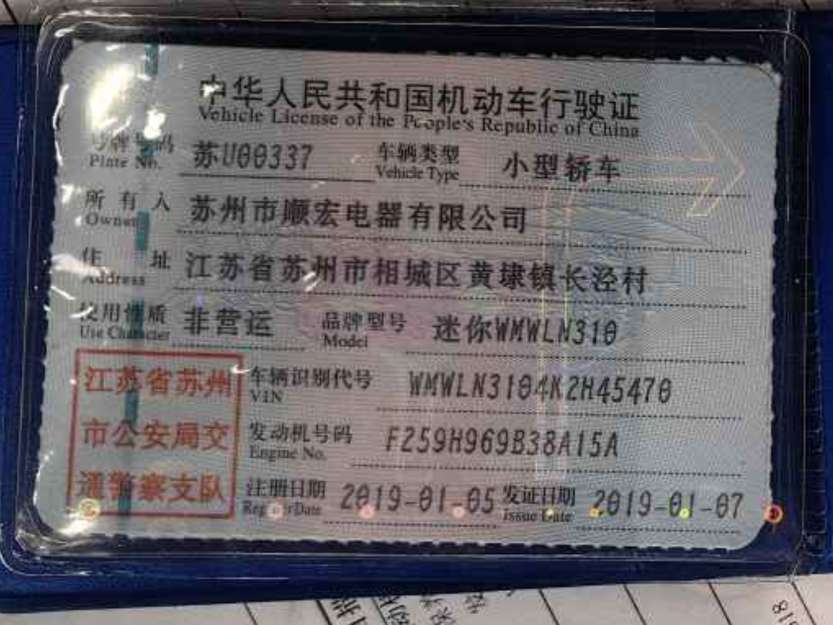 中华人民共和国机动车行驶证
Vehicle License of the People's Republic of China
号牌号码 苏U00337 车辆类型 小型轿车
Plate No. Vehicle Type
所有人 苏州市顺宏电器有限公司
Owner
住址 江苏省苏州市相城区黄埭镇长泾村
Address
使用性质 非营运 品牌型号 迷你WMWLN310
Use Character Model
江苏省苏州 车辆识别代号 WMWLN3104K2H45470
VIN
市公安局交 发动机号码 F259H969B38A15A
Engine No.
通警察支队 注册日期 2019-01-05 发证日期 2019-01-07
Register Date Issue Date